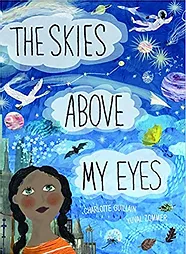 THE SKIES
ABOVE
MY EYES
CHARLOTTE GUILLAIN
YUVAL ZOMMER